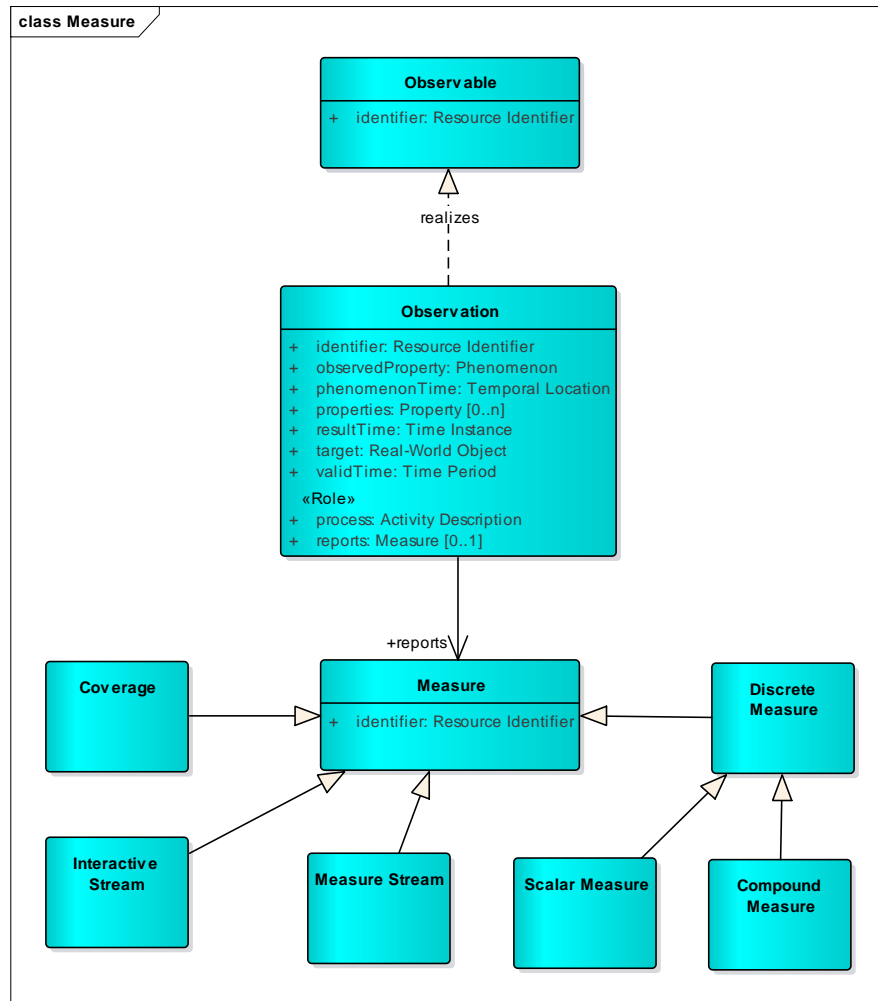 class Measure
Observable
+ identifier: Resource Identifier
realizes
Observation
+ identifier: Resource Identifier
+ observedProperty: Phenomenon
+ phenomenonTime: Temporal Location
+ properties: Property [0..n]
+ resultTime: Time Instance
+ target: Real-World Object
+ validTime: Time Period
«Role»
+ process: Activity Description
+ reports: Measure [0..1]
+reports
Coverage
Measure
+ identifier: Resource Identifier
Discrete
Measure
Interactive
Stream
Measure Stream
Scalar Measure
Compound
Measure